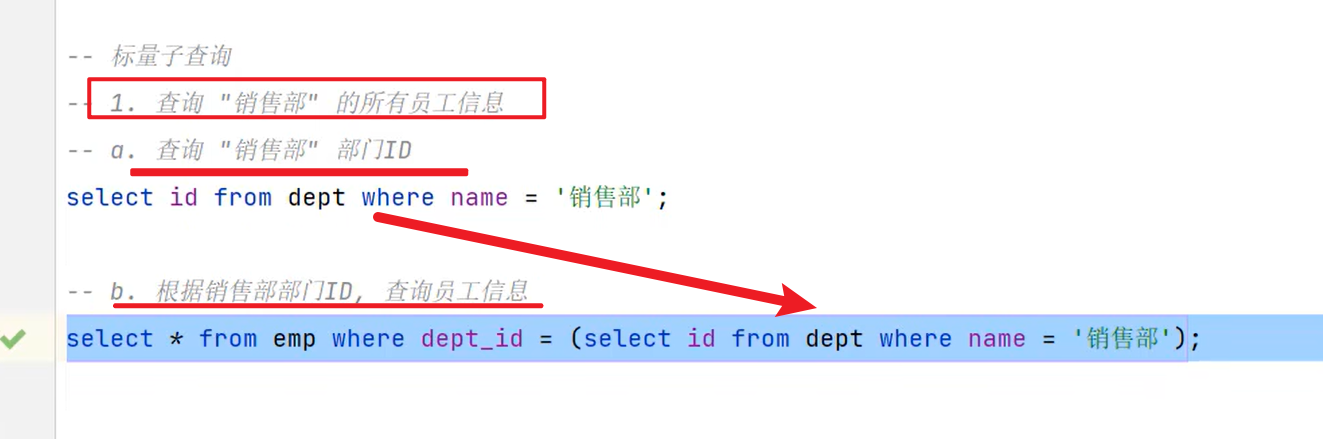 -- 标量子查询
-- 1. 查询 "销售部" 的所有员工信息
-- a. 查询 "销售部" 部门ID
select id from dept where name = '销售部';
-- b. 根据销售部部门ID, 查询员工信息
select * from emp where dept_id = (select id from dept where name = '销售部');